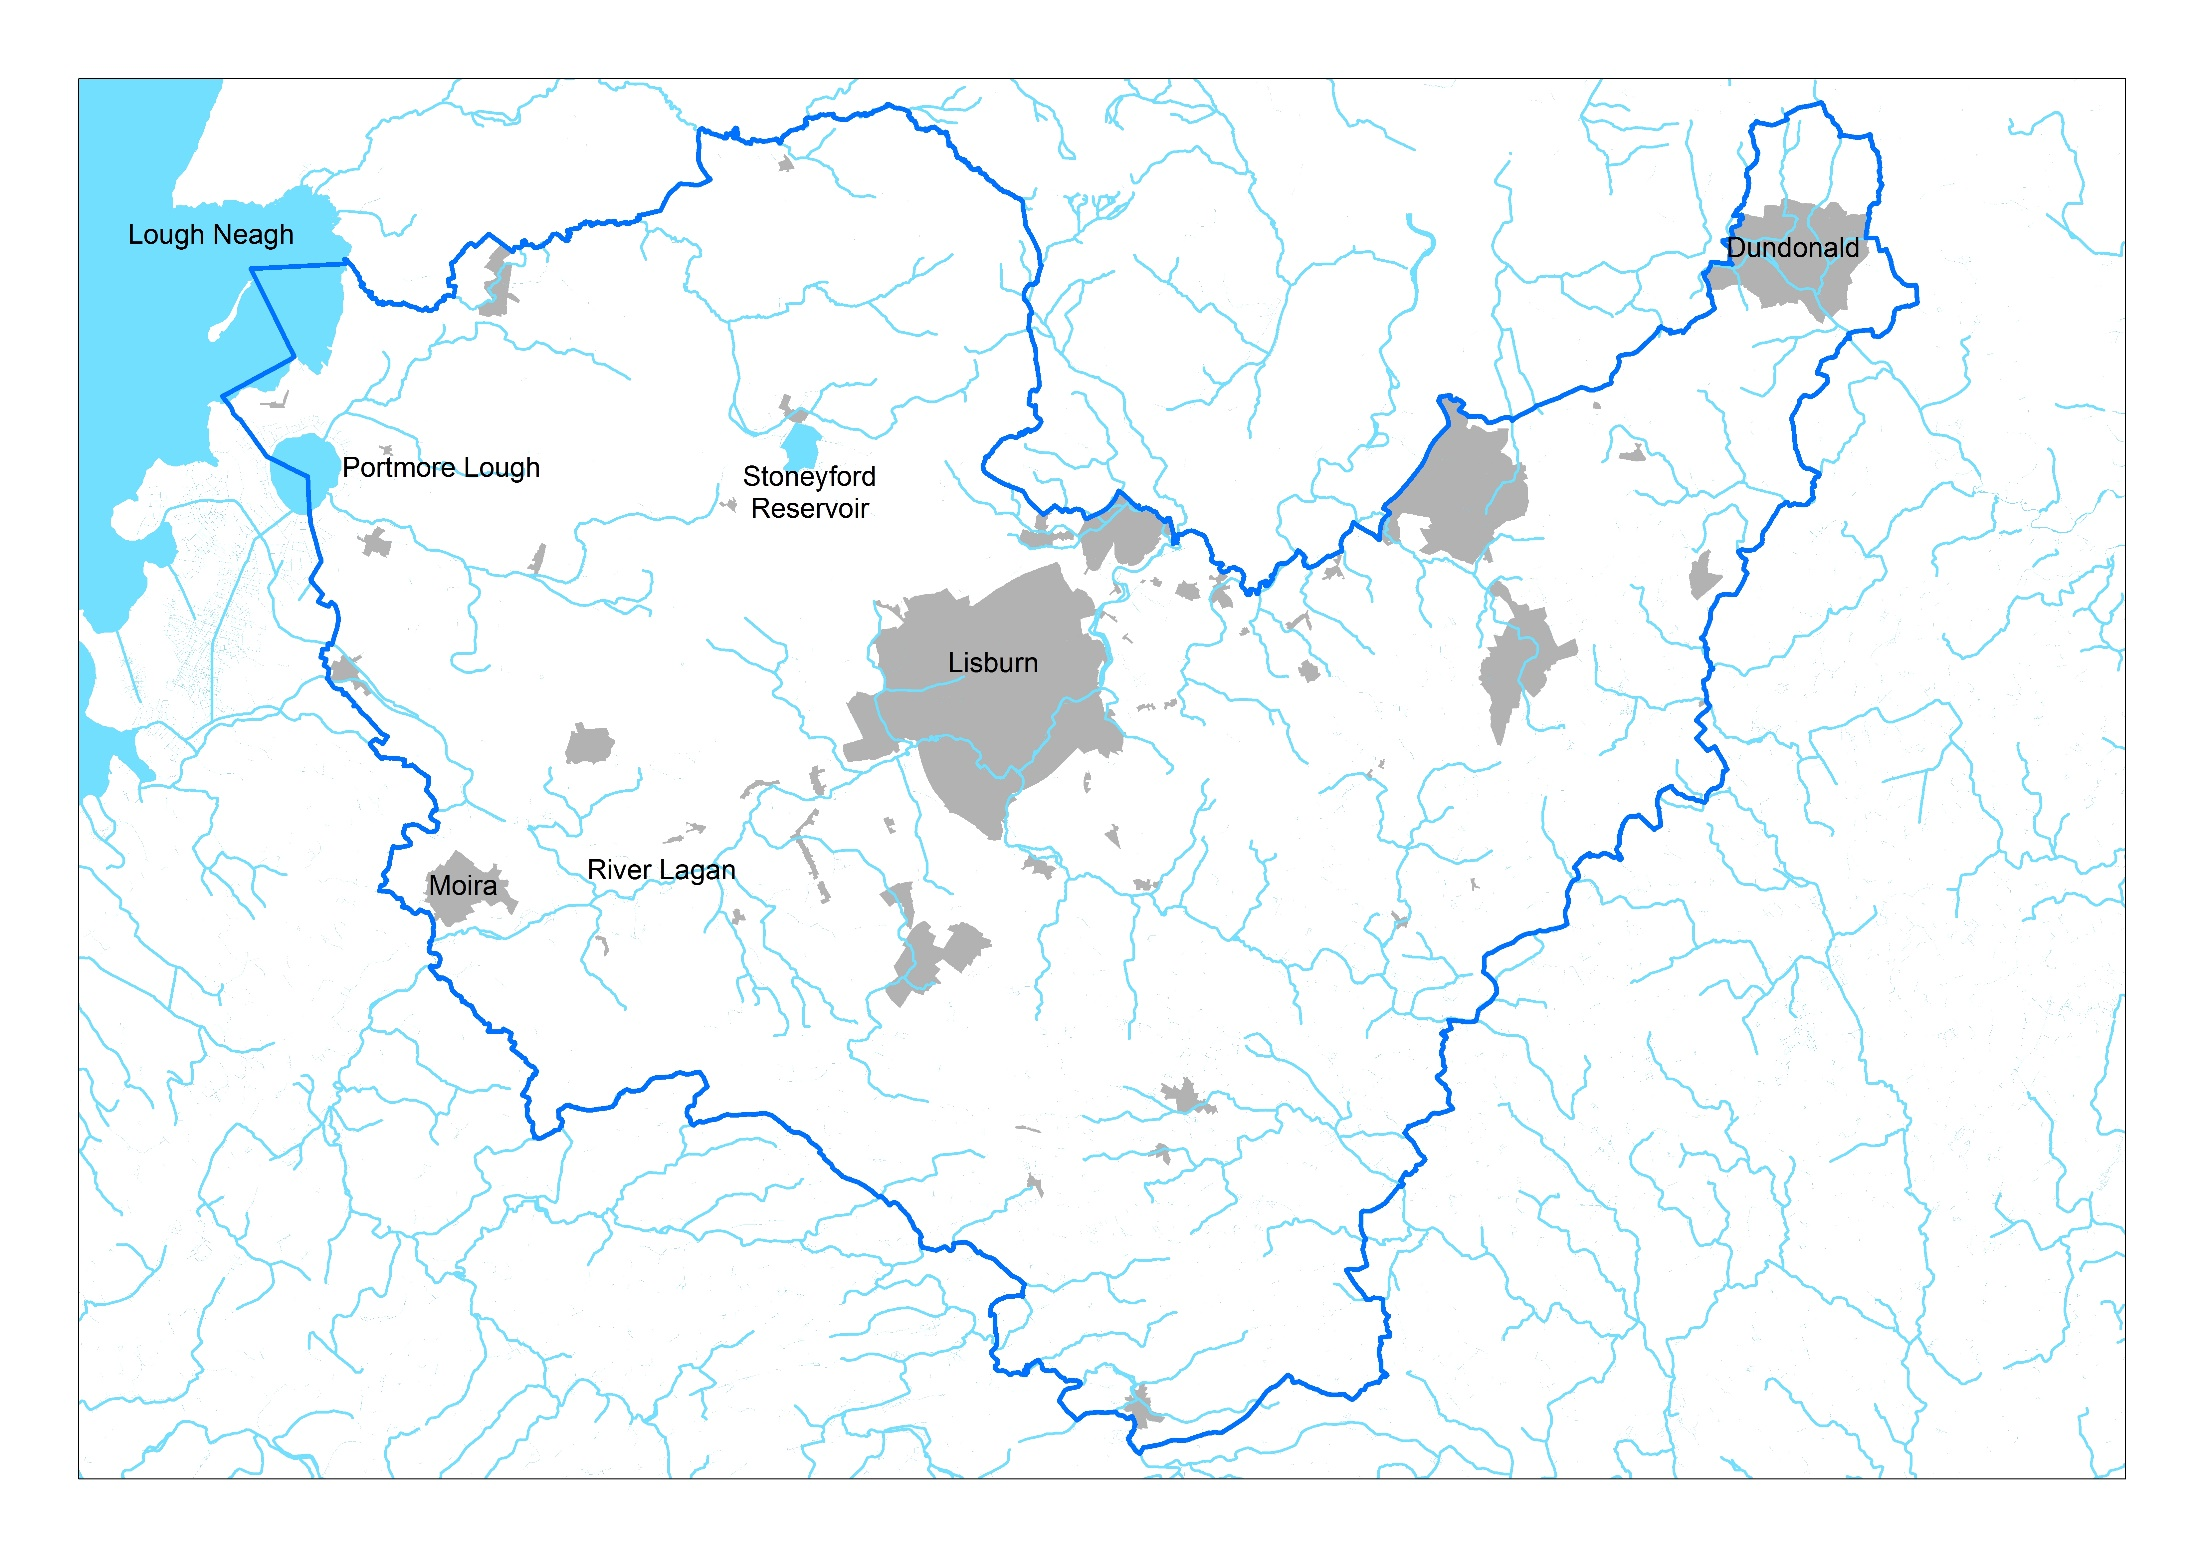 Lough Neagh
Dundonald
Portmore Lough
Stoneyford
Reservoir
Lisburn
River Lagan
Moira